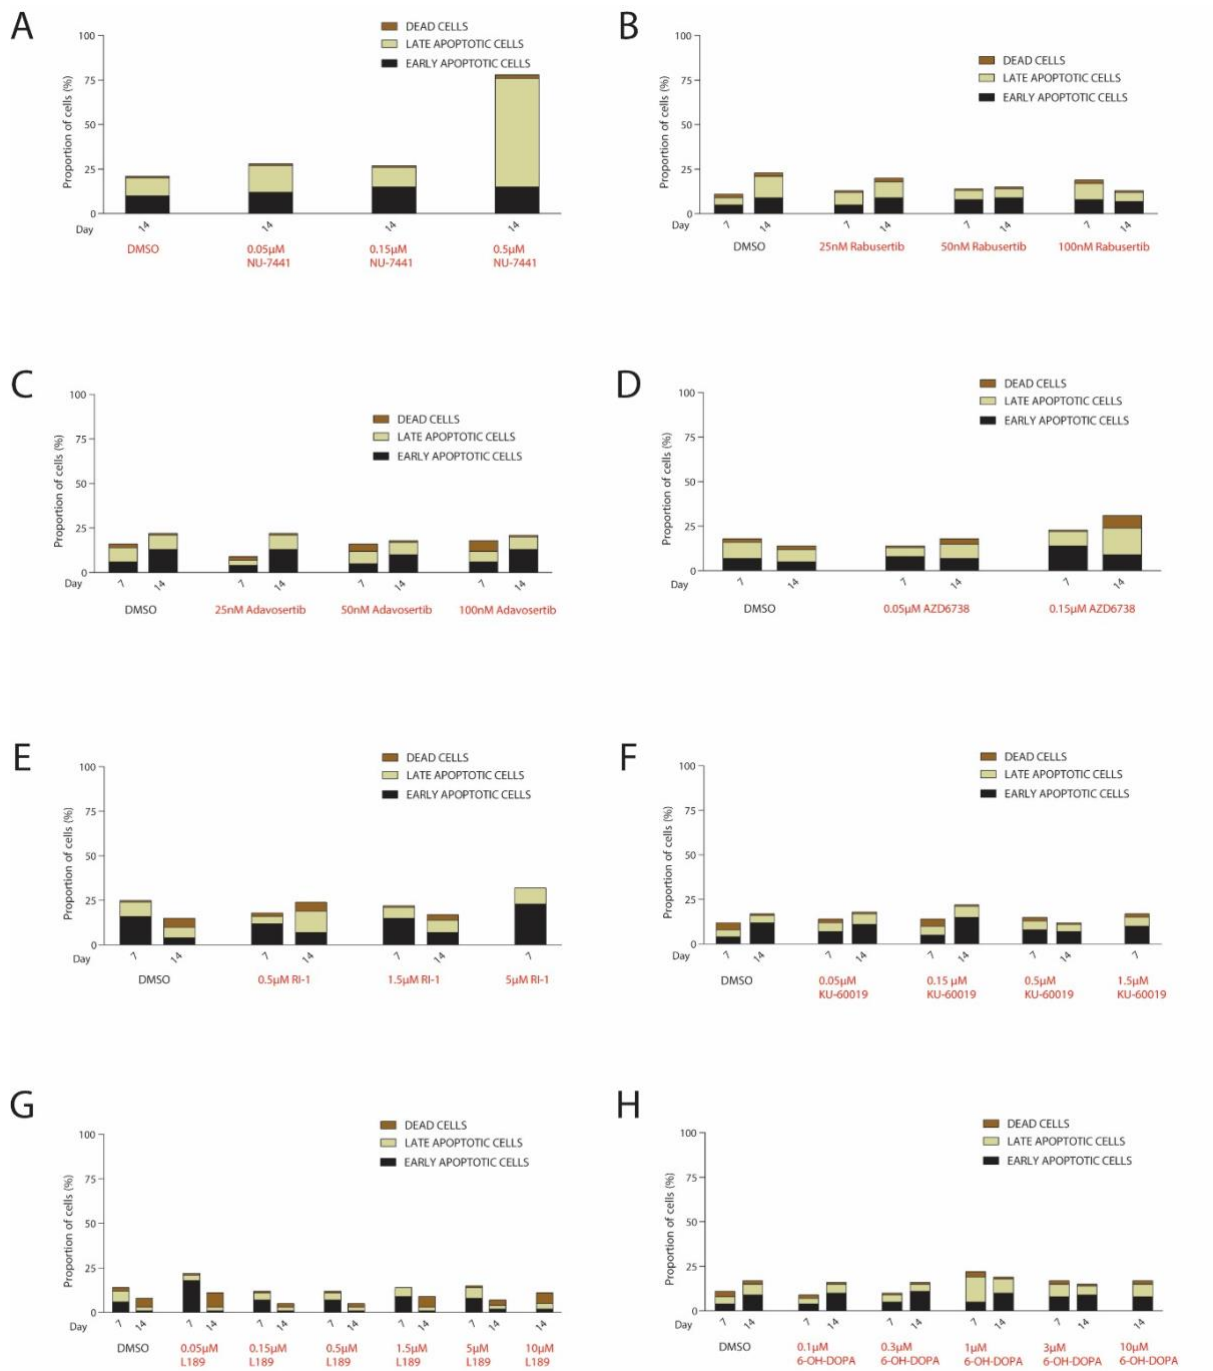 A
DEAD CELLS
LATE APOPTOTIC CELLS
EARLY APOPTOTIC CELLS
Proportion of cells (%)
100
75
50
25
0
Day
14
14
14
14
DMSO
0.05µM
NU-7441
0.15µM
NU-7441
0.5µM
NU-7441
B
DEAD CELLS
LATE APOPTOTIC CELLS
EARLY APOPTOTIC CELLS
Proportion of cells (%)
100
75
50
25
0
Day
7
14
7
14
7
14
7
14
DMSO
25nM Rabusertib
50nM Rabusertib
100nM Rabusertib
C
DEAD CELLS
LATE APOPTOTIC CELLS
EARLY APOPTOTIC CELLS
Proportion of cells (%)
100
75
50
25
0
Day
7
14
7
14
7
14
7
14
DMSO
25nM Adavosertib
50nM Adavosertib
100nM Adavosertib
D
DEAD CELLS
LATE APOPTOTIC CELLS
EARLY APOPTOTIC CELLS
Proportion of cells (%)
100
75
50
25
0
Day
7
14
7
14
7
14
DMSO
0.05µM AZD6738
0.15µM AZD6738
E
DEAD CELLS
LATE APOPTOTIC CELLS
EARLY APOPTOTIC CELLS
Proportion of cells (%)
100
75
50
25
0
Day
7
14
7
14
7
14
7
DMSO
0.5µM RI-1
1.5µM RI-1
5µM RI-1
F
DEAD CELLS
LATE APOPTOTIC CELLS
EARLY APOPTOTIC CELLS
Proportion of cells (%)
100
75
50
25
0
Day
7
14
7
14
7
14
7
14
7
DMSO
0.05µM
KU-60019
0.15 µM
KU-60019
0.5µM
KU-60019
1.5µM
KU-60019
G
DEAD CELLS
LATE APOPTOTIC CELLS
EARLY APOPTOTIC CELLS
Proportion of cells (%)
100
75
50
25
0
Day
7
14
7
14
7
14
7
14
7
14
7
14
14
DMSO
0.05µM
L189
0.15µM
L189
0.5µM
L189
1.5µM
L189
5µM
L189
10µM
L189
H
DEAD CELLS
LATE APOPTOTIC CELLS
EARLY APOPTOTIC CELLS
Proportion of cells (%)
100
75
50
25
0
Day
7
14
7
14
7
14
7
14
7
14
7
DMSO
0.1µM
6-OH-DOPA
0.3µM
6-OH-DOPA
1µM
6-OH-DOPA
3µM
6-OH-DOPA
10µM
6-OH-DOPA